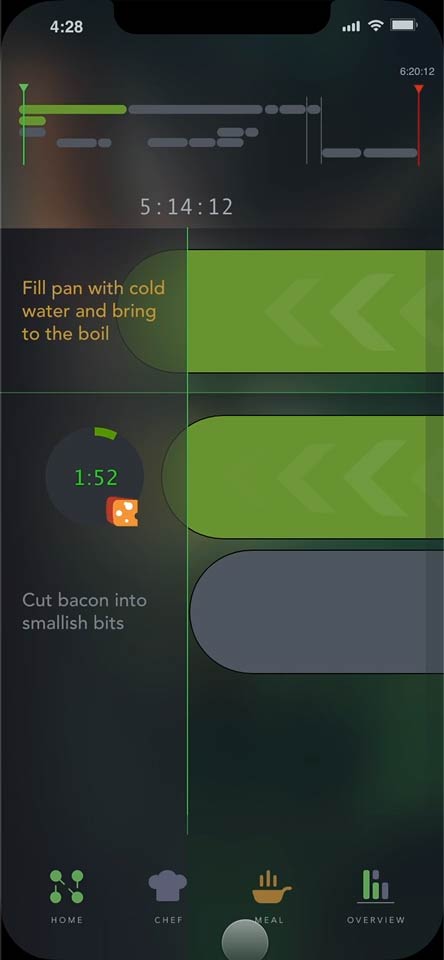 4:28
6:20:12
5:14:12
Fill pan with cold
water and bring
to the boil
1:52
Cut bacon into
smallish bits
HOME
CHEF
MEAL
OVERVIEW